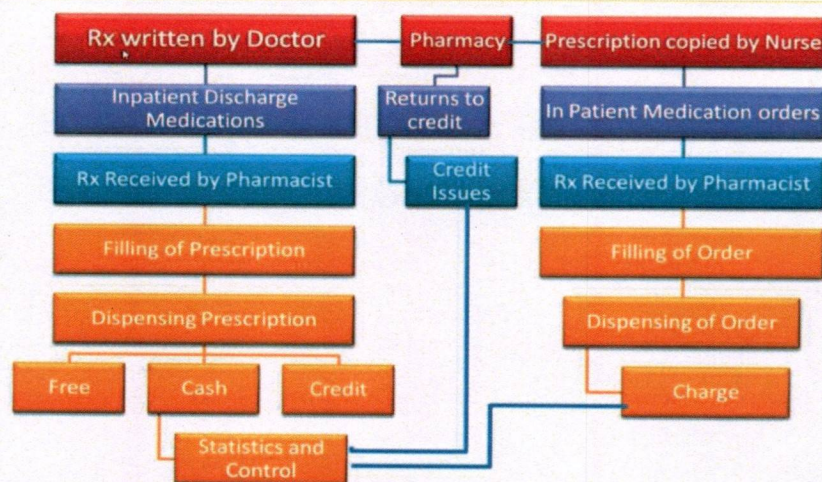 Rx written by Doctor
Pharmacy
Prescription copied by Nurse
Inpatient Discharge
Medications
Returns to
credit
In Patient Medication orders
Rx Received by Pharmacist
Credit
Issues
Rx Received by Pharmacist
Filling of Prescription
Filling of Order
Dispensing Prescription
Dispensing of Order
Free
Cash
Credit
Charge
Statistics and
Control